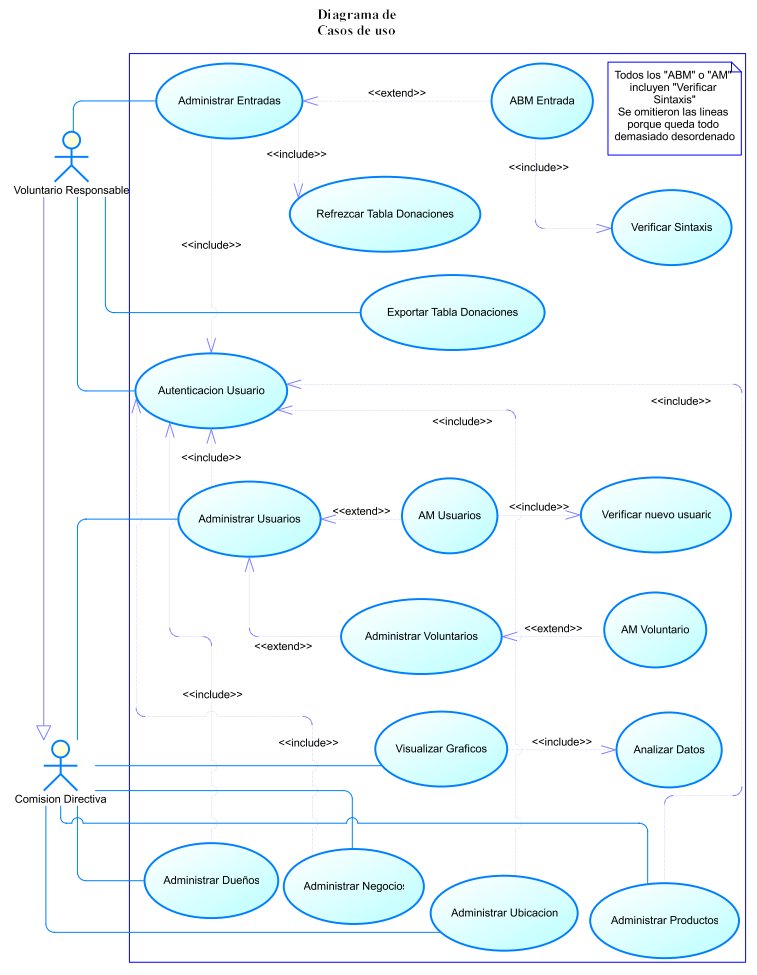 Diagrama de
Casos de uso
Administrar Entradas
<<extend>>
ABM Entrada
Todos los "ABM" o "AM"
incluyen "Verificar
Sintaxis"
Se omitieron las lineas
porque queda todo
demasiado desordenado
<<include>>
<<include>>
Voluntario Responsable
Refrezcar Tabla Donaciones
Verificar Sintaxis
<<include>>
Exportar Tabla Donaciones
Autenticacion Usuario
<<include>>
<<include>>
<<include>>
Administrar Usuarios
<<extend>>
AM Usuarios
<<include>>
Verificar nuevo usuario
Administrar Voluntarios
<<extend>>
AM Voluntario
<<extend>>
<<include>>
<<include>>
Visualizar Graficos
<<include>>
Analizar Datos
Comision Directiva
Administrar Dueños
Administrar Negocios
Administrar Ubicacion
Administrar Productos